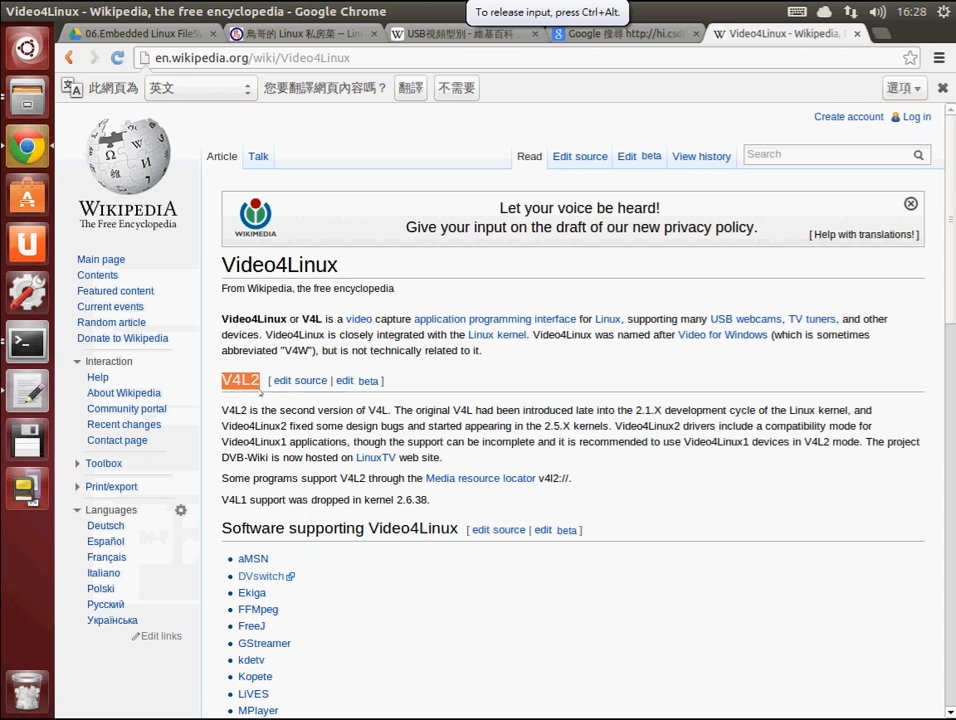 Video4Linux - Wikipedia, the free encyclopedia - Google Chrome
To release input, press Ctrl+Alt.
16:28
06.Embedded Linux FileSy
鳥哥的 Linux 私房菜 -- Lin
USB視頻型別 - 維基百科
Google 搜尋 http://hi.csd
Video4Linux - Wikipedia,
en.wikipedia.org/wiki/Video4Linux
此網頁為 英文 您要翻譯網頁內容嗎？ 翻譯 不需要 選項
Create account Log in
Article Talk Read Edit source Edit beta View history Search
WIKIPEDIA
The Free Encyclopedia
Main page
Contents
Featured content
Current events
Random article
Donate to Wikipedia
Interaction
Help
About Wikipedia
Community portal
Recent changes
Contact page
Toolbox
Print/export
Languages
Deutsch
Español
Français
Italiano
Polski
Русский
Українська
Edit links
WIKIMEDIA
Let your voice be heard!
Give your input on the draft of our new privacy policy.
[ Help with translations! ]
Video4Linux
From Wikipedia, the free encyclopedia
Video4Linux or V4L is a video capture application programming interface for Linux, supporting many USB webcams, TV tuners, and other
devices. Video4Linux is closely integrated with the Linux kernel. Video4Linux was named after Video for Windows (which is sometimes
abbreviated "V4W"), but is not technically related to it.
V4L2 [ edit source | edit beta ]
V4L2 is the second version of V4L. The original V4L had been introduced late into the 2.1.X development cycle of the Linux kernel, and
Video4Linux2 fixed some design bugs and started appearing in the 2.5.X kernels. Video4Linux2 drivers include a compatibility mode for
Video4Linux1 applications, though the support can be incomplete and it is recommended to use Video4Linux1 devices in V4L2 mode. The project
DVB-Wiki is now hosted on LinuxTV web site.
Some programs support V4L2 through the Media resource locator v4l2://.
V4L1 support was dropped in kernel 2.6.38.
Software supporting Video4Linux [ edit source | edit beta ]
aMSN
DVswitch
Ekiga
FFMpeg
FreeJ
GStreamer
kdetv
Kopete
LiVES
MPlayer